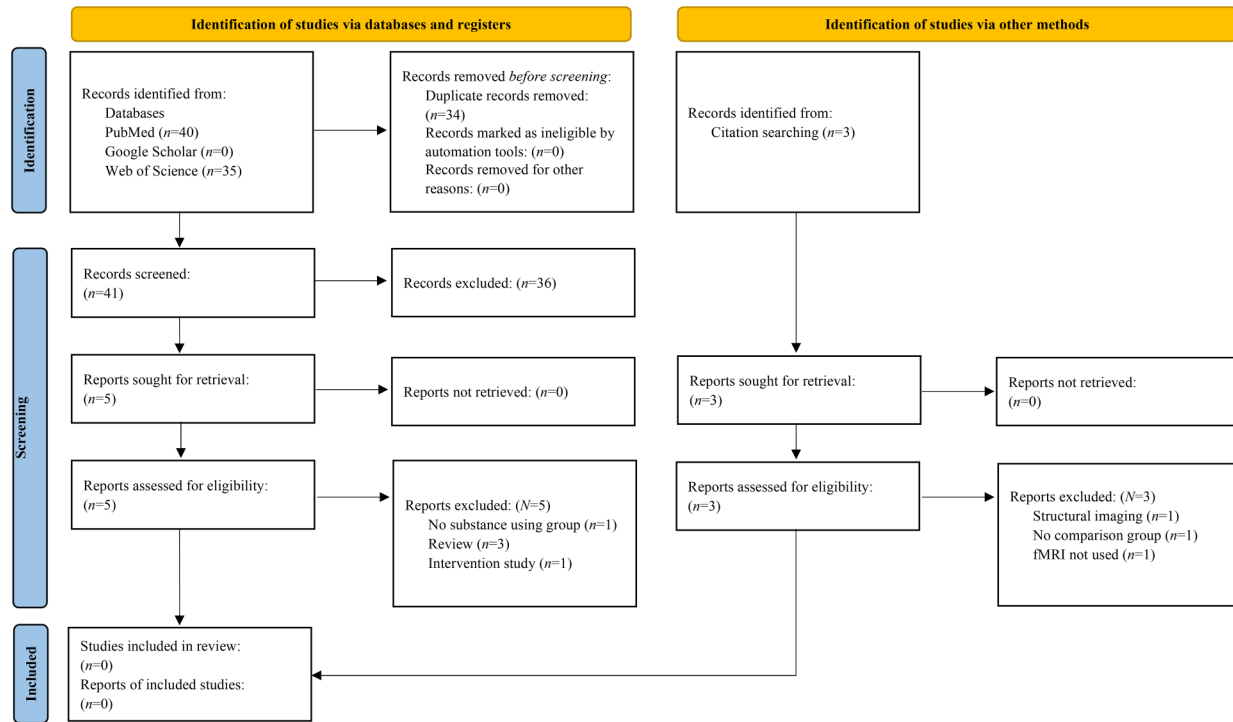 Identification of studies via databases and registers
Identification of studies via other methods
Identification
Records identified from:
Databases
PubMed (n=40)
Google Scholar (n=0)
Web of Science (n=35)
Records removed before screening:
Duplicate records removed:
(n=34)
Records marked as ineligible by
automation tools: (n=0)
Records removed for other
reasons: (n=0)
Records identified from:
Citation searching (n=3)
Screening
Records screened:
(n=41)
Records excluded: (n=36)
Reports sought for retrieval:
(n=5)
Reports not retrieved: (n=0)
Reports sought for retrieval:
(n=3)
Reports not retrieved:
(n=0)
Reports assessed for eligibility:
(n=5)
Reports excluded: (N=5)
No substance using group (n=1)
Review (n=3)
Intervention study (n=1)
Reports assessed for eligibility:
(n=3)
Reports excluded: (N=3)
Structural imaging (n=1)
No comparison group (n=1)
fMRI not used (n=1)
Included
Studies included in review:
(n=0)
Reports of included studies:
(n=0)